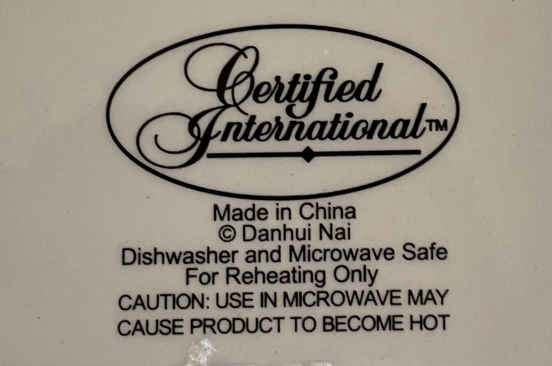 Certified
International™
Made in China
© Danhui Nai
Dishwasher and Microwave Safe
For Reheating Only
CAUTION: USE IN MICROWAVE MAY
CAUSE PRODUCT TO BECOME HOT